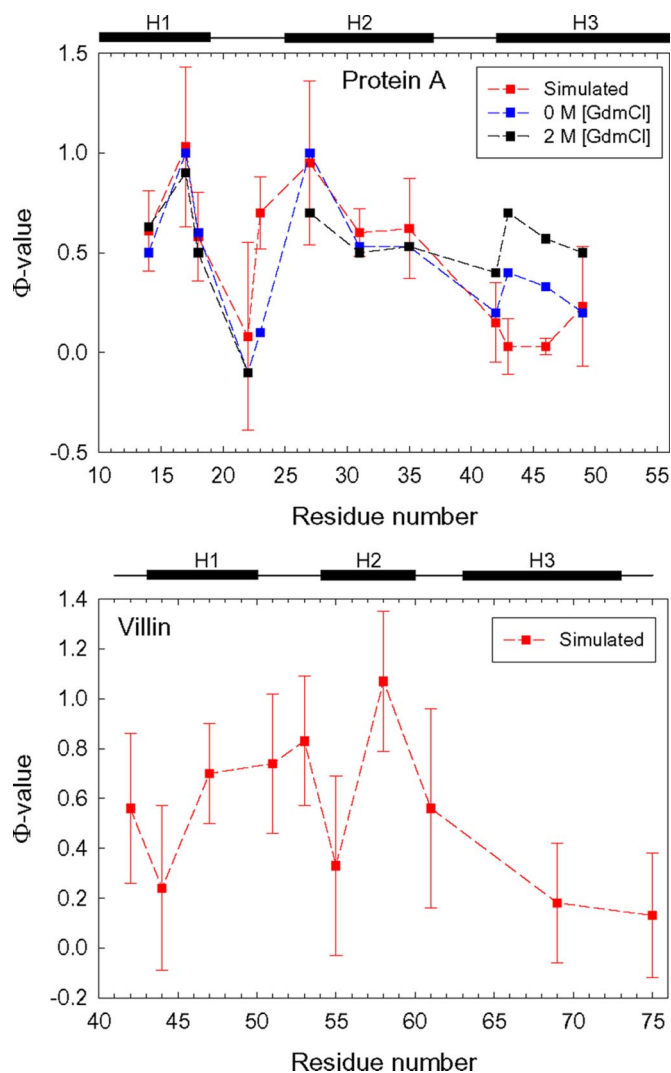 H1 H2 H3
1.5
Protein A
Simulated
0 M [GdmCl]
2 M [GdmCl]
1.0
0.5
0.0
-0.5
Φ-value
10 15 20 25 30 35 40 45 50 55
Residue number
H1 H2 H3
1.4
Villin
Simulated
1.2
1.0
0.8
0.6
0.4
0.2
0.0
-0.2
Φ-value
40 45 50 55 60 65 70 75
Residue number